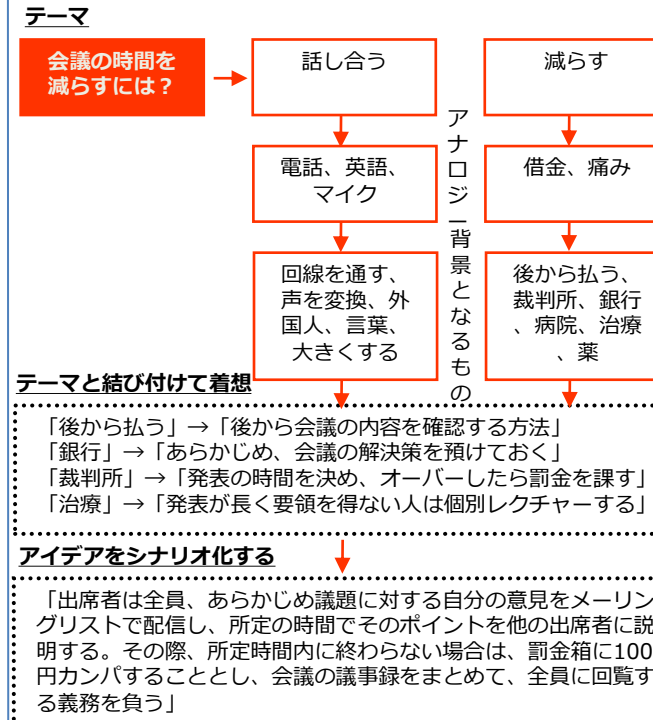 テーマ
会議の時間を
減らすには？
話し合う
減らす
電話、英語、
マイク
借金、痛み
アナロジー背景となるもの
回線を通す、
声を変換、外
国人、言葉、
大きくする
後から払う、
裁判所、銀行
、病院、治療
、薬
テーマと結び付けて着想
「後から払う」→「後から会議の内容を確認する方法」
「銀行」→「あらかじめ、会議の解決策を預けておく」
「裁判所」→「発表の時間を決め、オーバーしたら罰金を課す」
「治療」→「発表が長く要領を得ない人は個別レクチャーする」
アイデアをシナリオ化する
「出席者は全員、あらかじめ議題に対する自分の意見をメーリン
グリストで配信し、所定の時間でそのポイントを他の出席者に説
明する。その際、所定時間内に終わらない場合は、罰金箱に100
円カンパすることとし、会議の議事録をまとめて、全員に回覧す
る義務を負う」